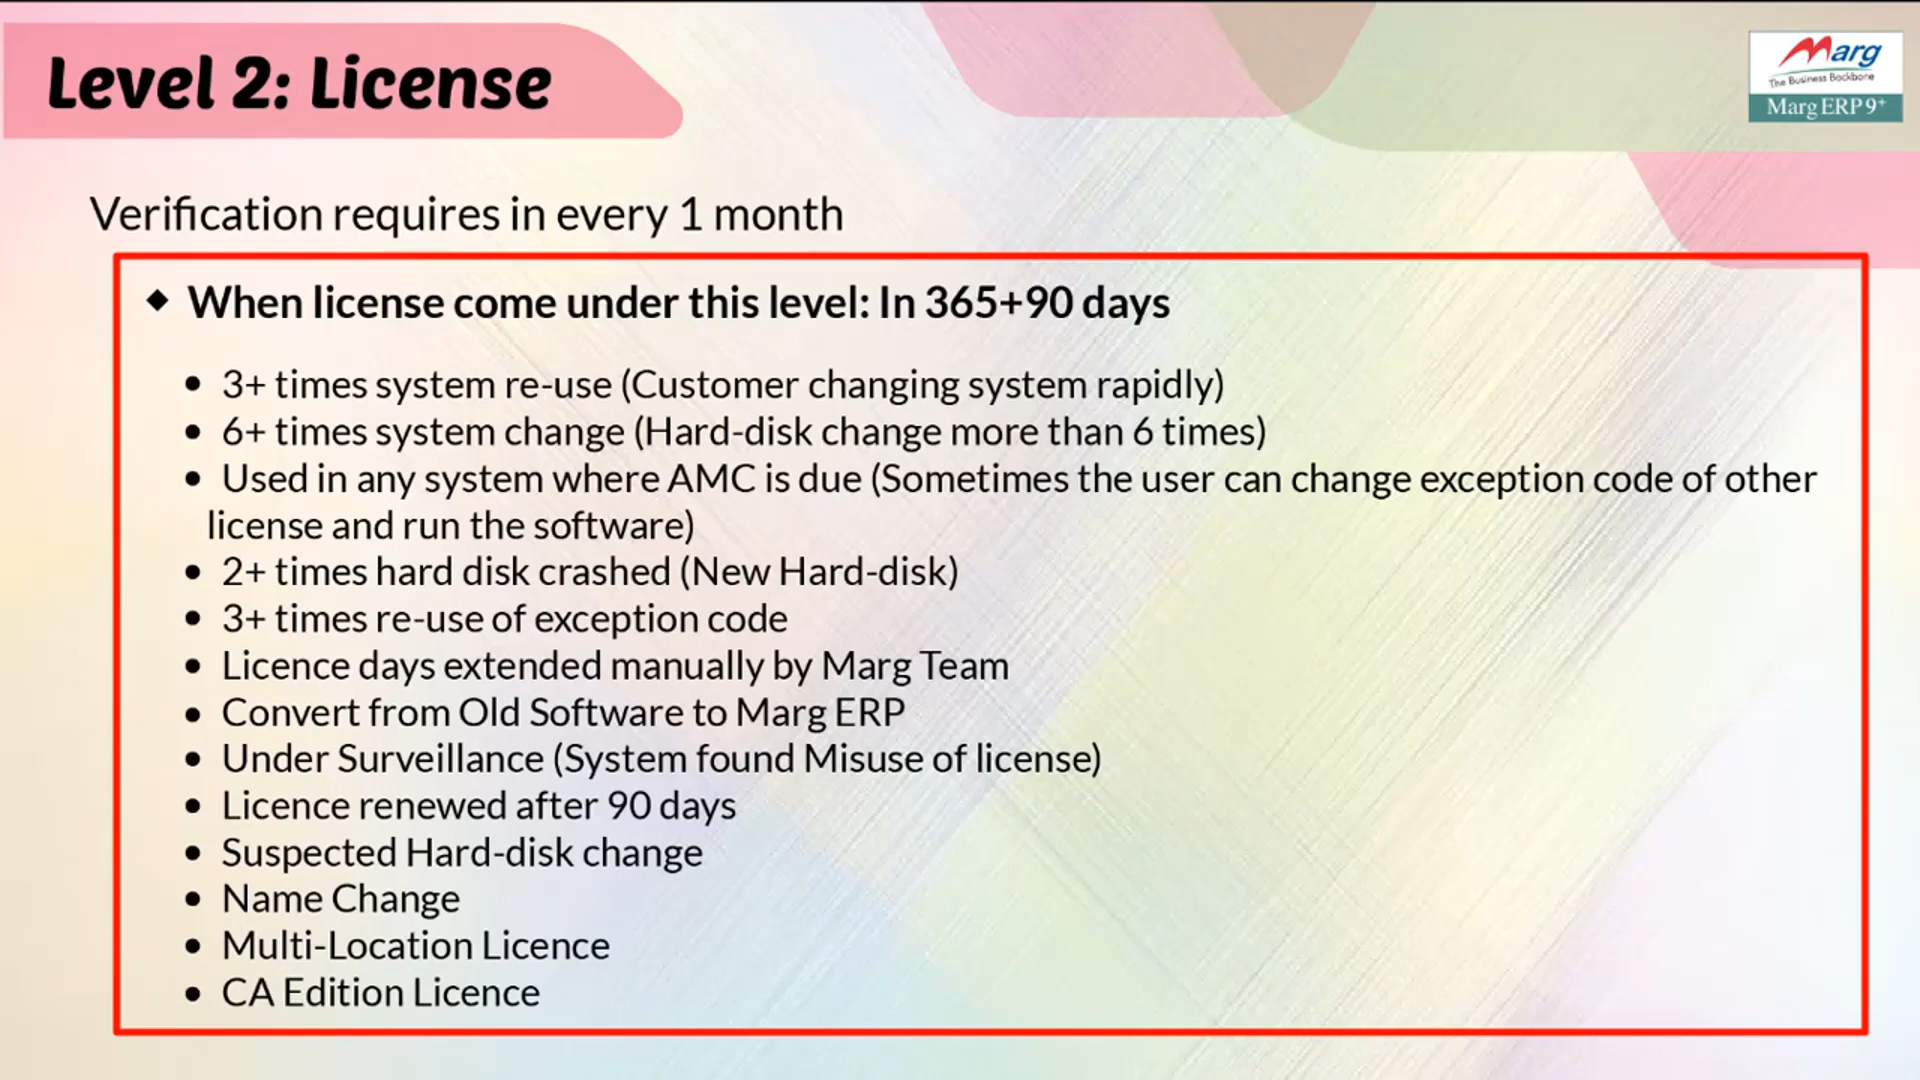 Level 2: License
Marg
The Business Backbone
Marg ERP 9+
Verification requires in every 1 month
◆ When license come under this level: In 365+90 days
• 3+ times system re-use (Customer changing system rapidly)
• 6+ times system change (Hard-disk change more than 6 times)
• Used in any system where AMC is due (Sometimes the user can change exception code of other
license and run the software)
• 2+ times hard disk crashed (New Hard-disk)
• 3+ times re-use of exception code
• Licence days extended manually by Marg Team
• Convert from Old Software to Marg ERP
• Under Surveillance (System found Misuse of license)
• Licence renewed after 90 days
• Suspected Hard-disk change
• Name Change
• Multi-Location Licence
• CA Edition Licence